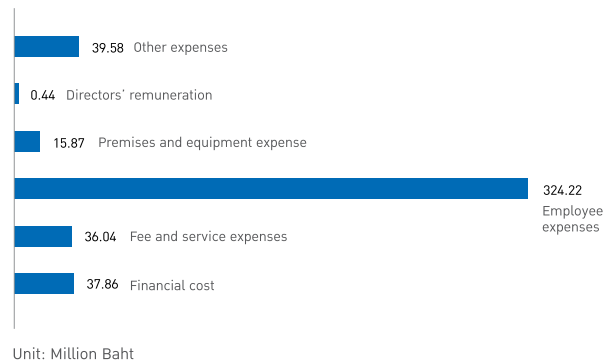 39.58 Other expenses
0.44 Directors' remuneration
15.87 Premises and equipment expense
324.22
Employee
expenses
36.04 Fee and service expenses
37.86 Financial cost
Unit: Million Baht